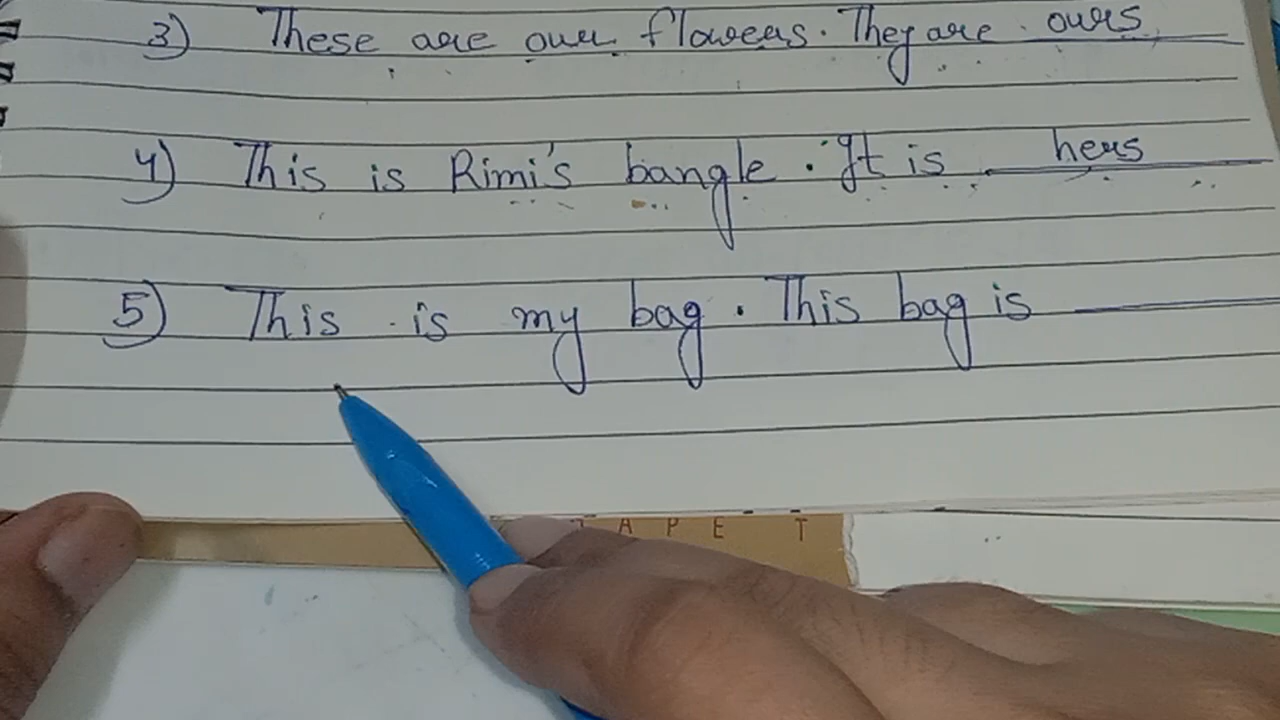 3) These are our flowers. They are ours
4) This is Rimi's bangle. It is hers
5) This is my bag. This bag is
APE T